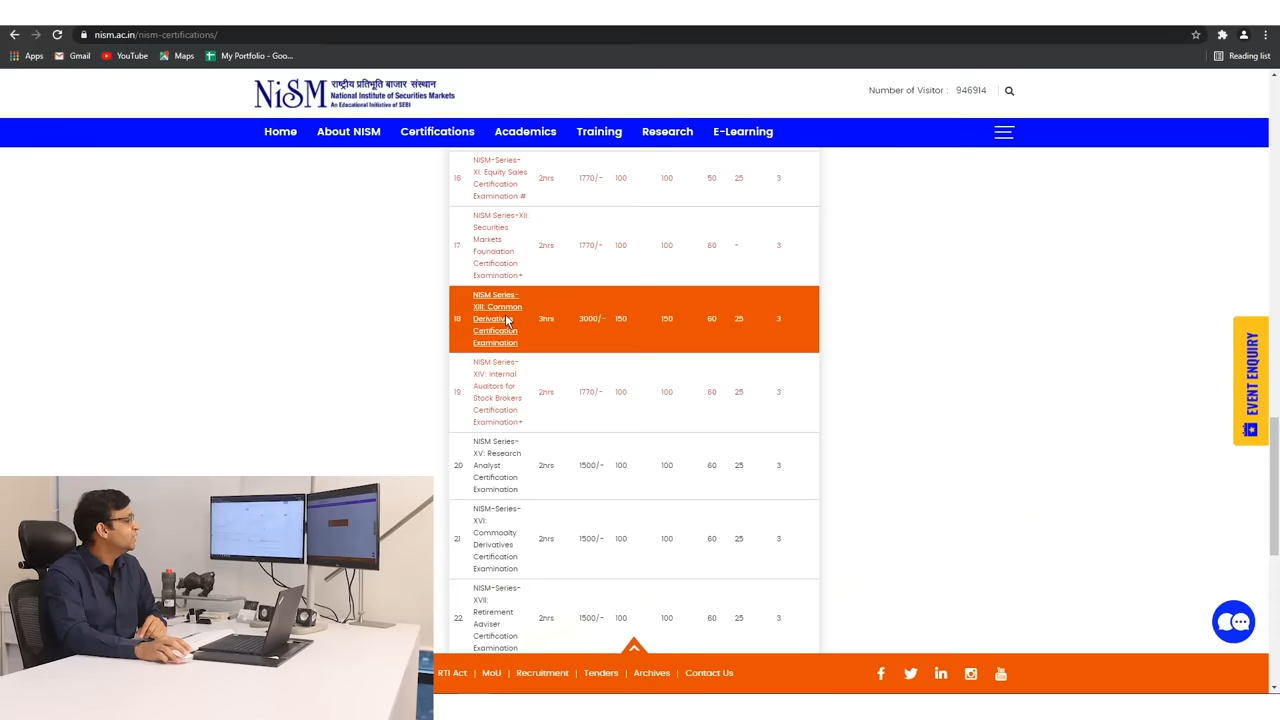 nism.ac.in/nism-certifications/
Apps Gmail YouTube Maps My Portfolio - Goo... Reading list
NiSM राष्ट्रीय प्रतिभूति बाजार संस्थान
National Institute of Securities Markets
An Educational Initiative of SEBI
Number of Visitor : 946914
Home About NISM Certifications Academics Training Research E-Learning
NISM-Series-
XI: Equity Sales
16 Certification 2hrs 1770/- 100 100 50 25 3
Examination #
NISM Series-XII:
Securities
Markets
17 Foundation 2hrs 1770/- 100 100 60 - 3
Certification
Examination+
NISM Series-
XIII: Common
18 Derivatives 3hrs 3000/- 150 150 60 25 3
Certification
Examination
NISM Series-
XIV: Internal
Auditors for
19 Stock Brokers 2hrs 1770/- 100 100 60 25 3
Certification
Examination+
NISM Series-
XV: Research
20 Analyst 2hrs 1500/- 100 100 60 25 3
Certification
Examination
NISM-Series-
XVI:
Commodity
21 Derivatives 2hrs 1500/- 100 100 60 25 3
Certification
Examination
NISM-Series-
XVII:
22 Retirement 2hrs 1500/- 100 100 60 25 3
Adviser
Certification
Examination
EVENT ENQUIRY
RTI Act | MoU | Recruitment | Tenders | Archives | Contact Us
You